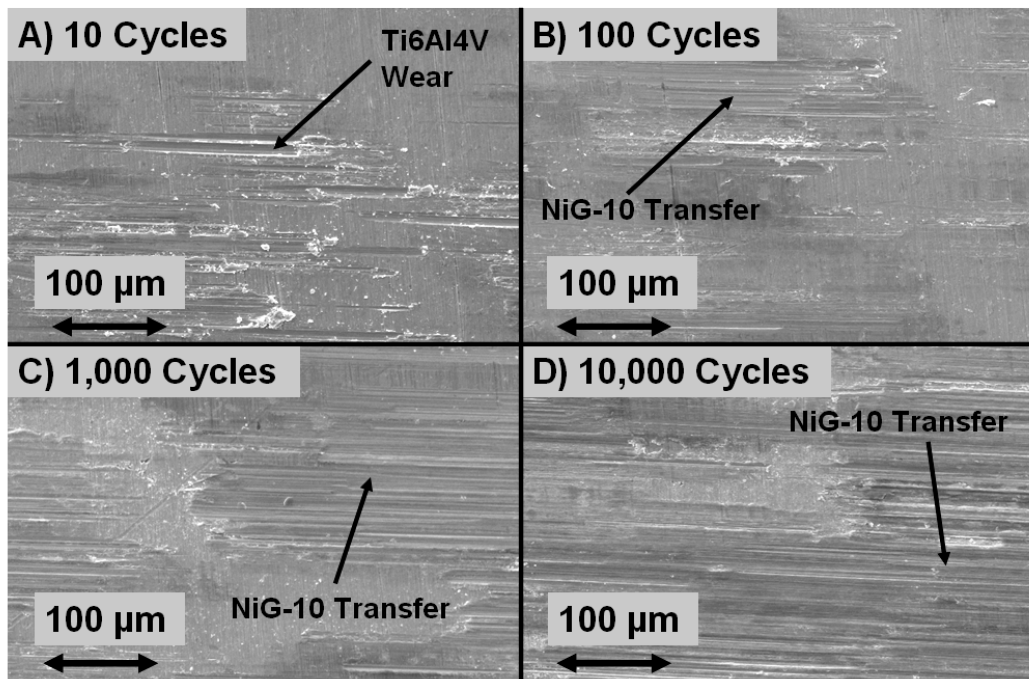 A) 10 Cycles
Ti6Al4V
Wear
100 µm
B) 100 Cycles
NiG-10 Transfer
100 µm
C) 1,000 Cycles
NiG-10 Transfer
100 µm
D) 10,000 Cycles
NiG-10 Transfer
100 µm